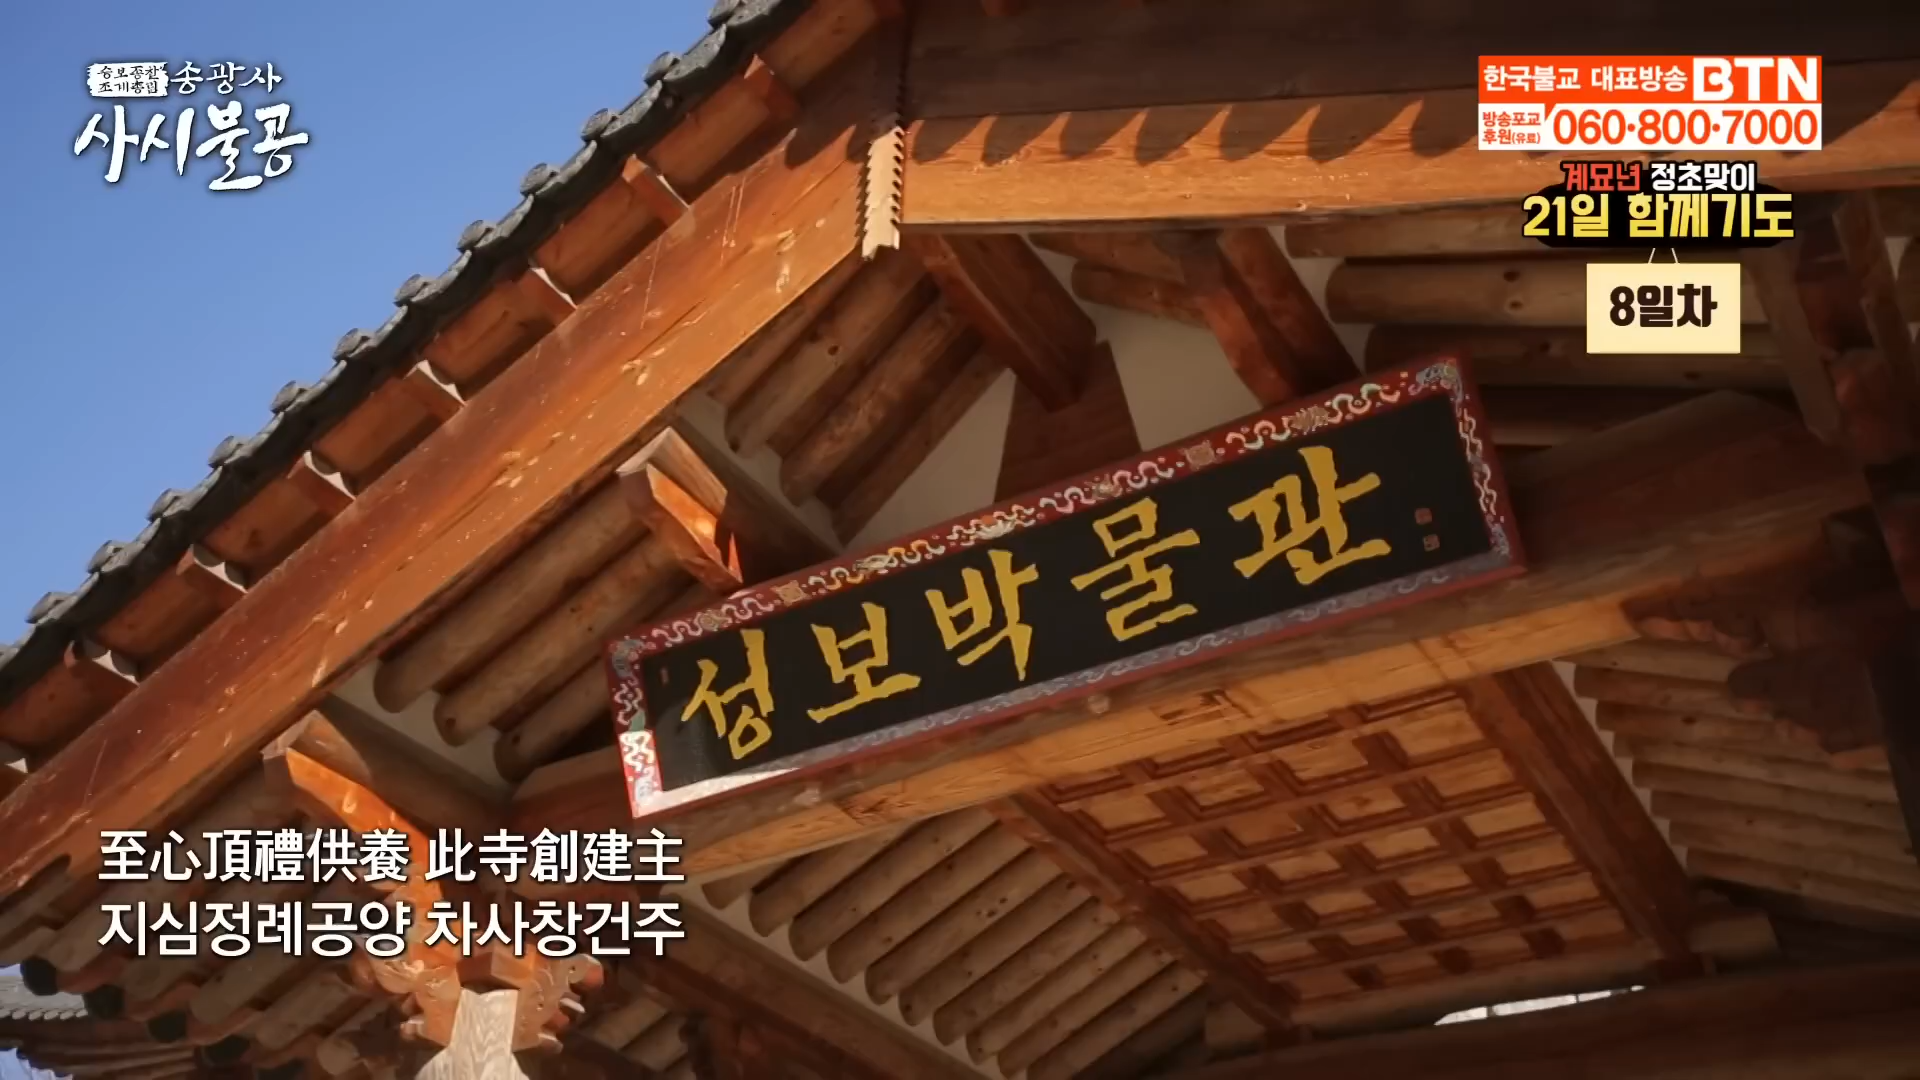 승보종찰
조계총림
송광사
사시불공
한국불교 대표방송 BTN
방송포교
후원(유료)
060·800·7000
계묘년 정초맞이
21일 함께기도
8일차
성보박물관
至心頂禮供養 此寺創建主
지심정례공양 차사창건주